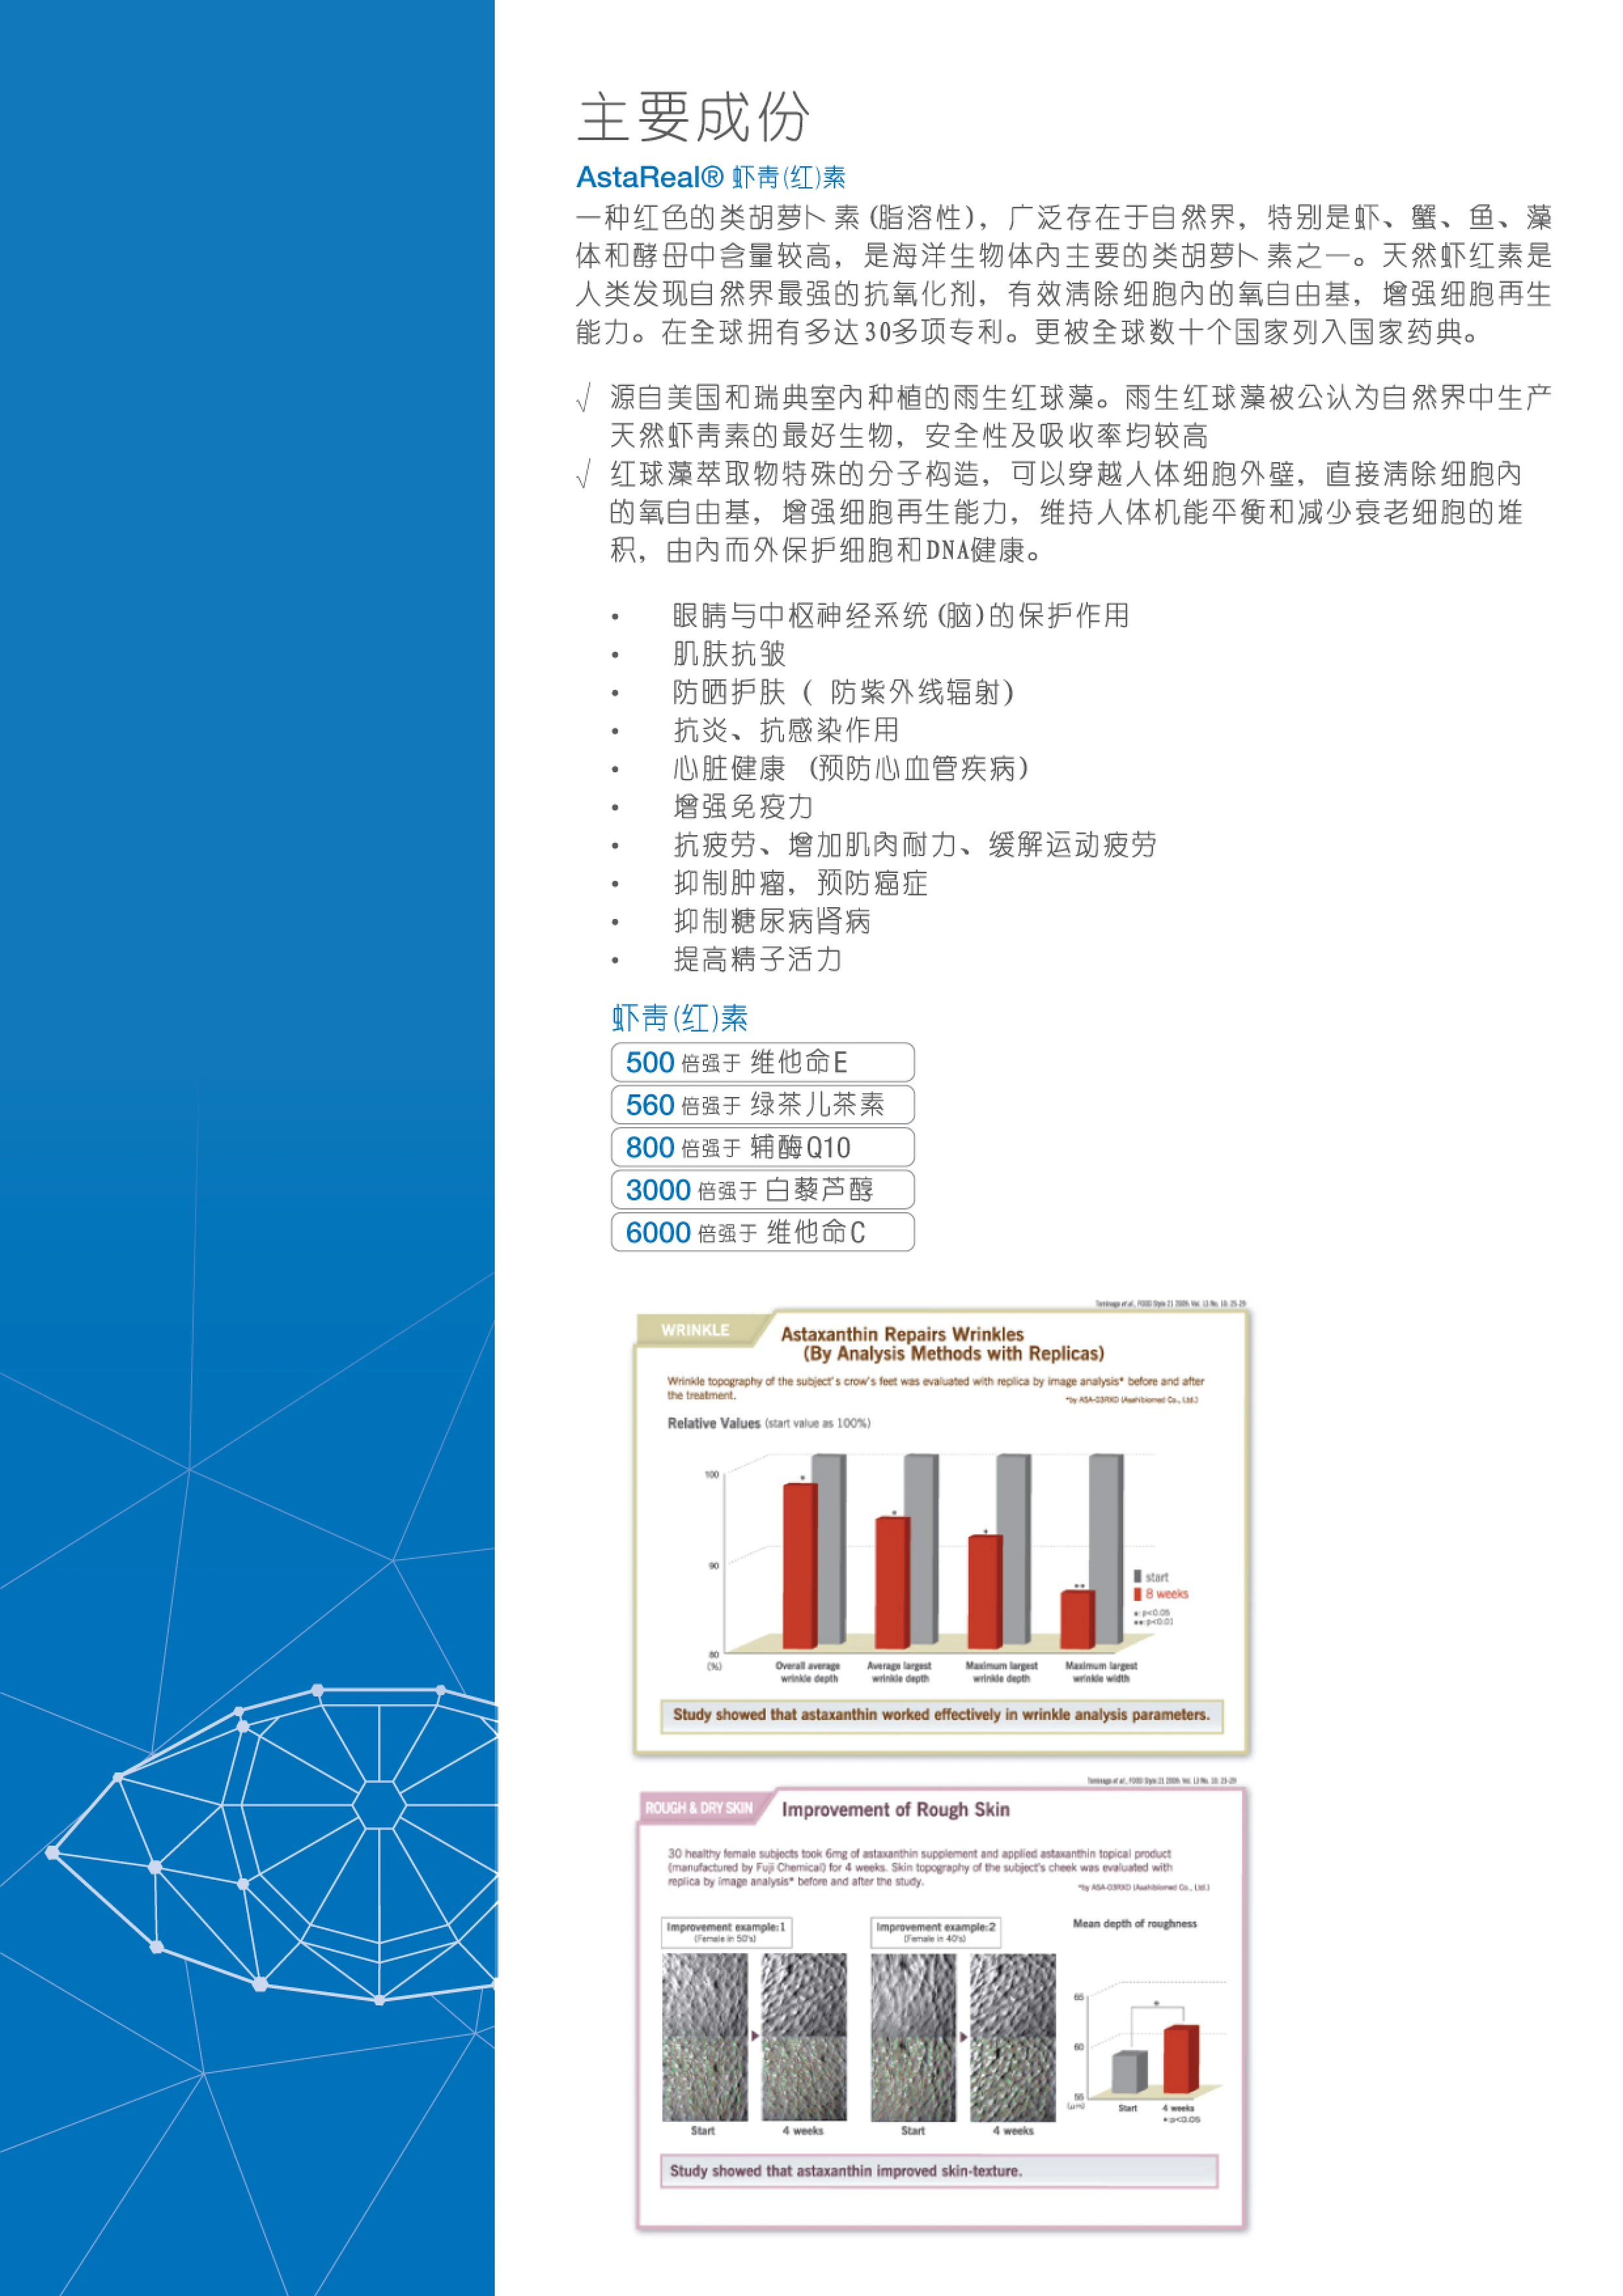 主要成份
AstaReal® 虾青(红)素
一种红色的类胡萝卜素(脂溶性)，广泛存在于自然界，特别是虾、蟹、鱼、藻
体和酵母中含量较高，是海洋生物体内主要的类胡萝卜素之一。天然虾红素是
人类发现自然界最强的抗氧化剂，有效清除细胞内的氧自由基，增强细胞再生
能力。在全球拥有多达30多项专利。更被全球数十个国家列入国家药典。
√ 源自美国和瑞典室内种植的雨生红球藻。雨生红球藻被公认为自然界中生产
天然虾青素的最好生物，安全性及吸收率均较高
√ 红球藻萃取物特殊的分子构造，可以穿越人体细胞外壁，直接清除细胞内
的氧自由基，增强细胞再生能力，维持人体机能平衡和减少衰老细胞的堆
积，由内而外保护细胞和DNA健康。
• 眼睛与中枢神经系统(脑)的保护作用
• 肌肤抗皱
• 防晒护肤 ( 防紫外线辐射)
• 抗炎、抗感染作用
• 心脏健康 (预防心血管疾病)
• 增强免疫力
• 抗疲劳、增加肌肉耐力、缓解运动疲劳
• 抑制肿瘤，预防癌症
• 抑制糖尿病肾病
• 提高精子活力
虾青(红)素
500 倍强于 维他命E
560 倍强于 绿茶儿茶素
800 倍强于 辅酶Q10
3000 倍强于 白藜芦醇
6000 倍强于 维他命C
WRINKLE
Astaxanthin Repairs Wrinkles
(By Analysis Methods with Replicas)
Wrinkle topography of the subject's crow's feet was evaluated with replica by image analysis* before and after
the treatment.
*by ASA-03RXD (Asahibiomed Co., Ltd.)
Relative Values (start value as 100%)
100
90
80
(%)
* * * **
start
8 weeks
*: p<0.05
**:p<0.01
Overall average
wrinkle depth
Average largest
wrinkle depth
Maximum largest
wrinkle depth
Maximum largest
wrinkle width
Study showed that astaxanthin worked effectively in wrinkle analysis parameters.
ROUGH & DRY SKIN
Improvement of Rough Skin
30 healthy female subjects took 6mg of astaxanthin supplement and applied astaxanthin topical product
(manufactured by Fuji Chemical) for 4 weeks. Skin topography of the subject's cheek was evaluated with
replica by image analysis* before and after the study.
*by ASA-03RXD (Asahibiomed Co., Ltd.)
Improvement example:1
(Female in 50's)
Improvement example:2
(Female in 40's)
Mean depth of roughness
65
60
55
(μm)
*
Start
4 weeks
*:p<0.05
Start
4 weeks
Start
4 weeks
Study showed that astaxanthin improved skin-texture.